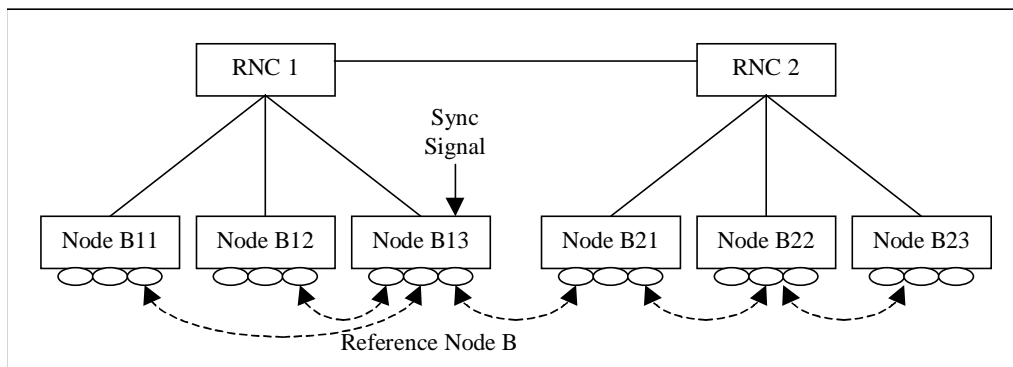 RNC 1
RNC 2
Sync
Signal
Node B11
Node B12
Node B13
Node B21
Node B22
Node B23
Reference Node B